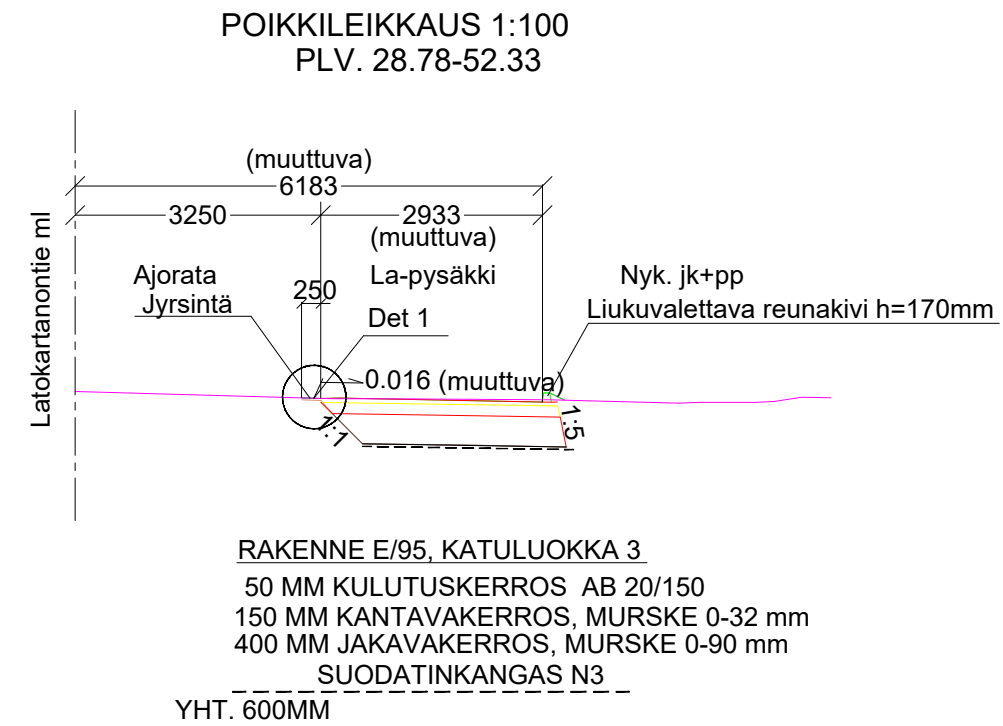 POIKKILEIKKAUS 1:100
PLV. 28.78-52.33
(muuttuva)
6183
3250
2933
(muuttuva)
Latokartanontie ml
Ajorata
Jyrsintä
250
La-pysäkki
Det 1
Nyk. jk+pp
Liukuvalettava reunakivi h=170mm
0.016 (muuttuva)
1:1
1:5
RAKENNE E/95, KATULUOKKA 3
50 MM KULUTUSKERROS AB 20/150
150 MM KANTAVAKERROS, MURSKE 0-32 mm
400 MM JAKAVAKERROS, MURSKE 0-90 mm
SUODATINKANGAS N3
YHT. 600MM